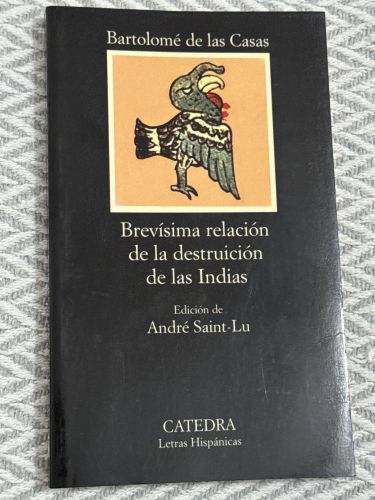 Bartolomé de las Casas
Brevísima relación
de la destruición
de las Indias
Edición de
André Saint-Lu
CATEDRA
Letras Hispánicas